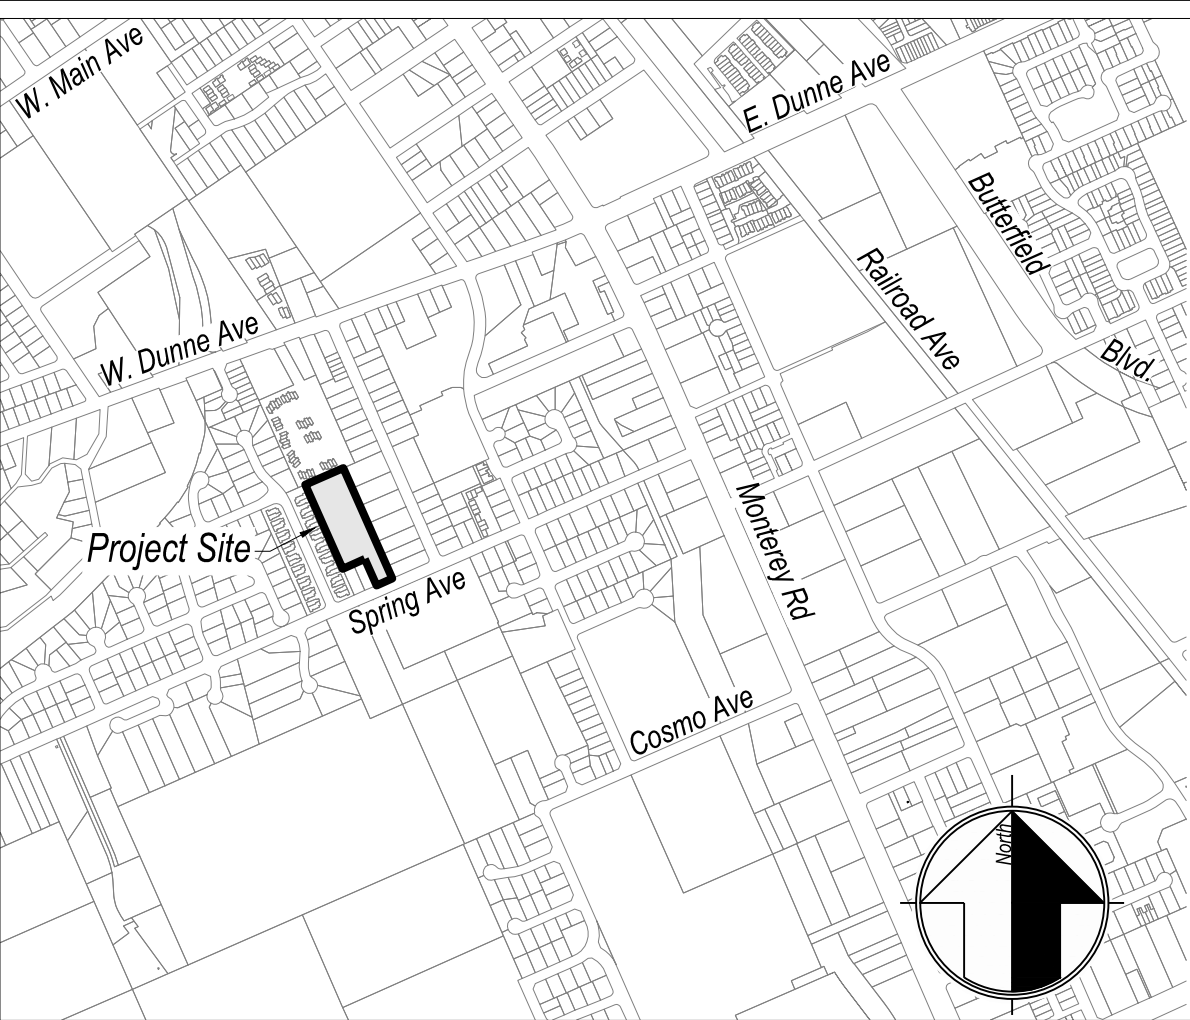 W. Main Ave
E. Dunne Ave
Butterfield
Railroad Ave
W. Dunne Ave
Blvd.
Monterey Rd
Project Site
Spring Ave
Cosmo Ave
North